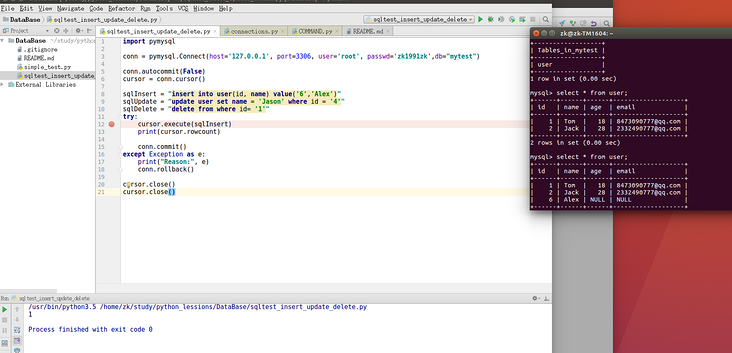 File Edit View Navigate Code Refactor Run Tools VCS Window Help
DataBase sqltest_insert_update_delete.py
sqltest_insert_update_delete
Project
sqltest_insert_update_delete.py
connections.py
COMMAND.py
README.md
DataBase ~/study/python
.gitignore
README.md
simple_test.py
sqltest_insert_update_
External Libraries
1 import pymysql
2
3 conn = pymysql.Connect(host='127.0.0.1', port=3306, user='root', passwd='zk1991zk',db="mytest")
4
5 conn.autocommit(False)
6 cursor = conn.cursor()
7
8 sqlInsert = "insert into user(id, name) value('6','Alex')"
9 sqlUpdate = "update user set name = 'Jason' where id = '4'"
10 sqlDelete = "delete from where id= '1'"
11 try:
12 cursor.execute(sqlInsert)
13 print(cursor.rowcount)
14
15 conn.commit()
16 except Exception as e:
17 print("Reason:", e)
18 conn.rollback()
19
20 cursor.close()
21 cursor.close()
Run sqltest_insert_update_delete
/usr/bin/python3.5 /home/zk/study/python_lessions/DataBase/sqltest_insert_update_delete.py
1
Process finished with exit code 0
zk@zk-TM1604: ~
+------------------+
| Tables_in_mytest |
+------------------+
| user |
+------------------+
1 row in set (0.00 sec)
mysql> select * from user;
| id | name | age | email |
| 1 | Tom | 18 | 8473090777@qq.com |
| 2 | Jack | 28 | 2332490777@qq.com |
2 rows in set (0.00 sec)
mysql> select * from user;
| id | name | age | email |
| 1 | Tom | 18 | 8473090777@qq.com |
| 2 | Jack | 28 | 2332490777@qq.com |
| 6 | Alex | NULL | NULL |